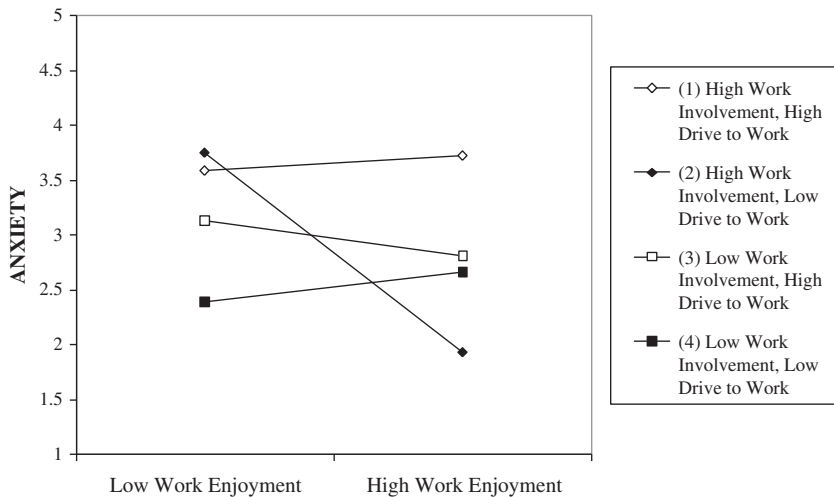 5
4.5
4
3.5
3
2.5
2
1.5
1
ANXIETY
Low Work Enjoyment
High Work Enjoyment
(1) High Work
Involvement, High
Drive to Work
(2) High Work
Involvement, Low
Drive to Work
(3) Low Work
Involvement, High
Drive to Work
(4) Low Work
Involvement, Low
Drive to Work